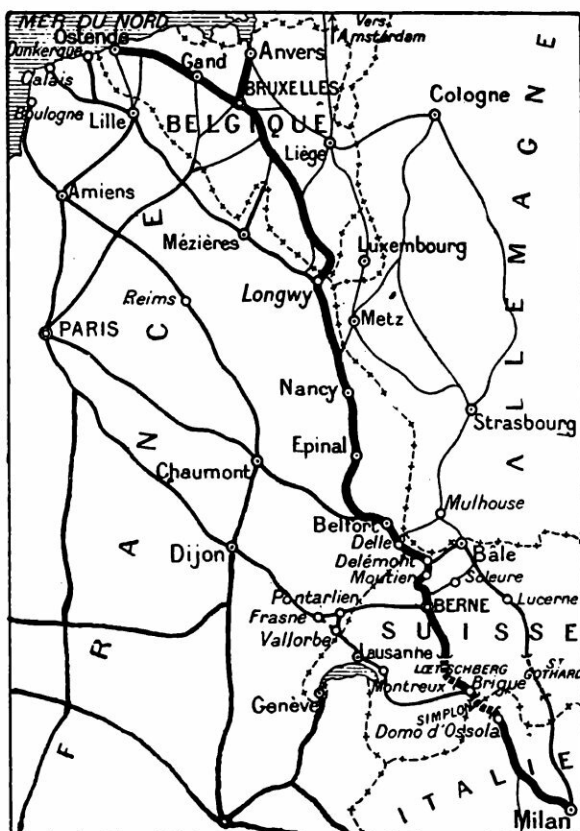 MER DU NORD
Ostende
Dunkerque
Calais
Boulogne
Gand
Anvers
Vers Amsterdam
BRUXELLES
Lille
BELGIQUE
Liège
Cologne
ALLEMAGNE
Amiens
Mézières
Luxembourg
Longwy
Reims
Metz
PARIS
FRANCE
Nancy
Strasbourg
Epinal
Chaumont
Mulhouse
Belfort
Delle
Bâle
Dijon
Delémont
Moutier
Soleure
Pontarlier
BERNE
Lucerne
Frasne
Vallorbe
SUISSE
Lausanne
LŒTSCHBERG
ST GOTHARD
Montreux
Brigue
Genève
SIMPLON
Domo d'Ossola
ITALIE
Milan